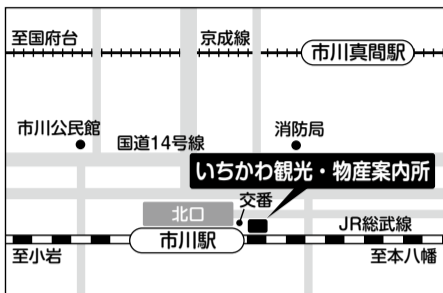 至国府台
京成線
市川真間駅
市川公民館
国道14号線
消防局
いちかわ観光・物産案内所
交番
北口
市川駅
JR総武線
至小岩
至本八幡